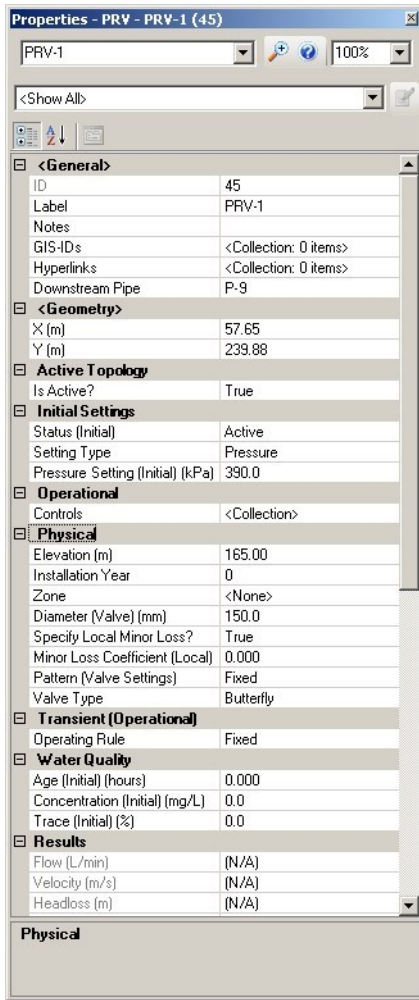 Properties - PRV - PRV-1 (45)
PRV-1 100%
<Show All>
<General>
ID 45
Label PRV-1
Notes
GIS-IDs <Collection: 0 items>
Hyperlinks <Collection: 0 items>
Downstream Pipe P-9
<Geometry>
X (m) 57.65
Y (m) 239.88
Active Topology
Is Active? True
Initial Settings
Status (Initial) Active
Setting Type Pressure
Pressure Setting (Initial) (kPa) 390.0
Operational
Controls <Collection>
Physical
Elevation (m) 165.00
Installation Year 0
Zone <None>
Diameter (Valve) (mm) 150.0
Specify Local Minor Loss? True
Minor Loss Coefficient (Local) 0.000
Pattern (Valve Settings) Fixed
Valve Type Butterfly
Transient (Operational)
Operating Rule Fixed
Water Quality
Age (Initial) (hours) 0.000
Concentration (Initial) (mg/L) 0.0
Trace (Initial) (%) 0.0
Results
Flow (L/min) (N/A)
Velocity (m/s) (N/A)
Headloss (m) (N/A)
Physical